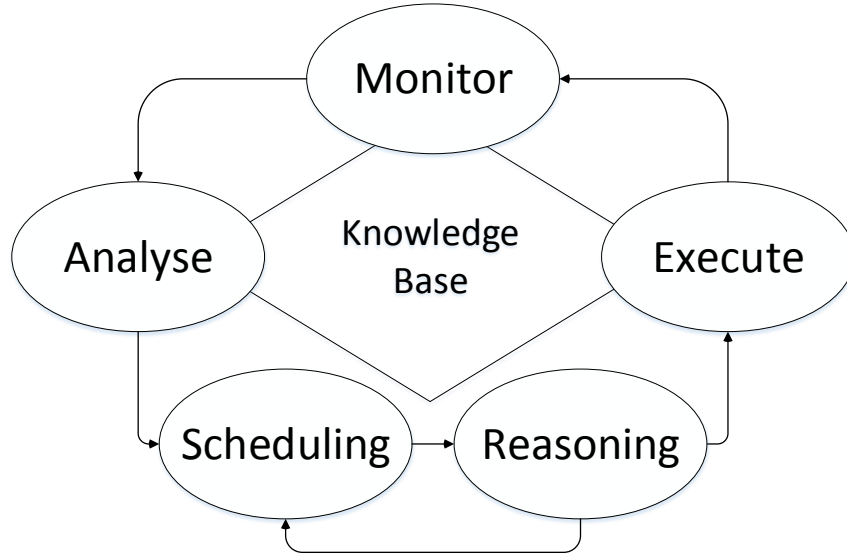 Monitor
Analyse
Knowledge
Base
Execute
Scheduling
Reasoning